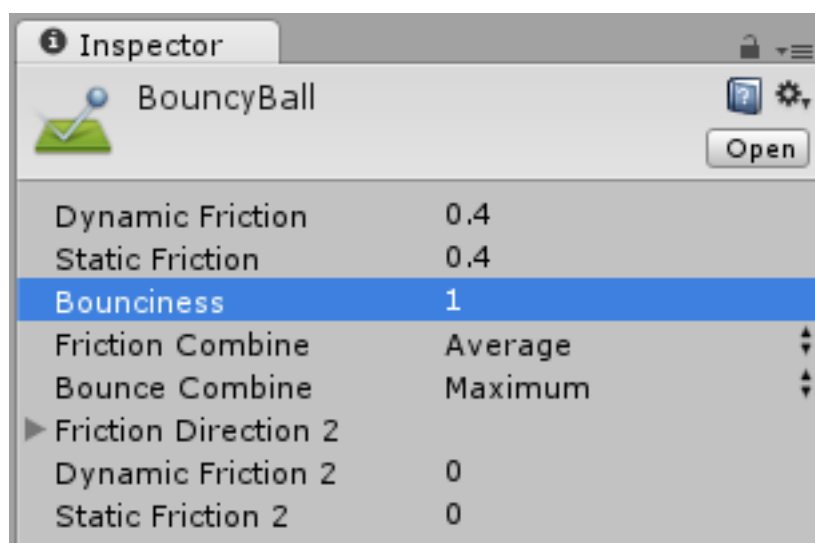 Inspector
BouncyBall
Open
Dynamic Friction 0.4
Static Friction 0.4
Bounciness 1
Friction Combine Average
Bounce Combine Maximum
Friction Direction 2
Dynamic Friction 2 0
Static Friction 2 0